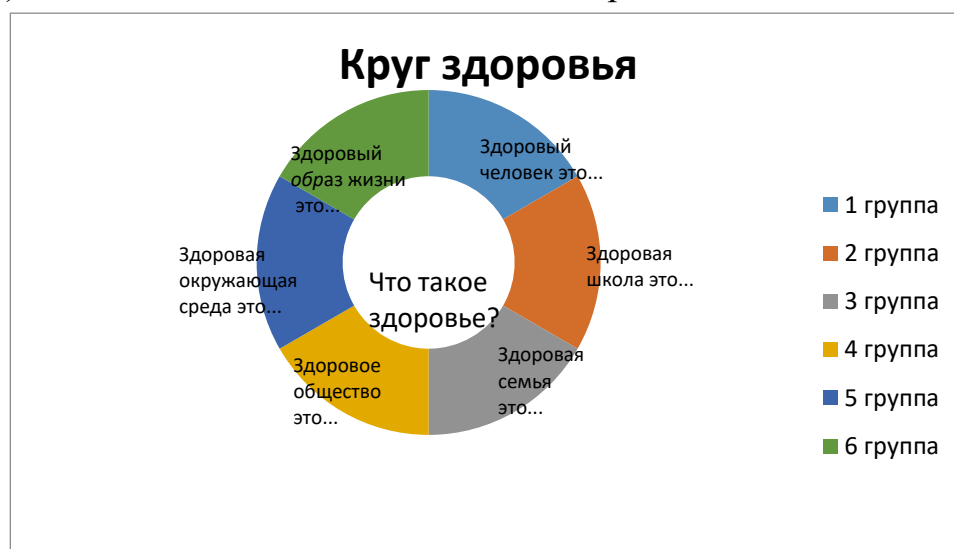 Круг здоровья
Здоровый
образ жизни
это...
Здоровый
человек это...
Здоровая
окружающая
среда это...
Что такое
здоровье?
Здоровая
школа это...
Здоровое
общество
это...
Здоровая
семья
это...
1 группа
2 группа
3 группа
4 группа
5 группа
6 группа